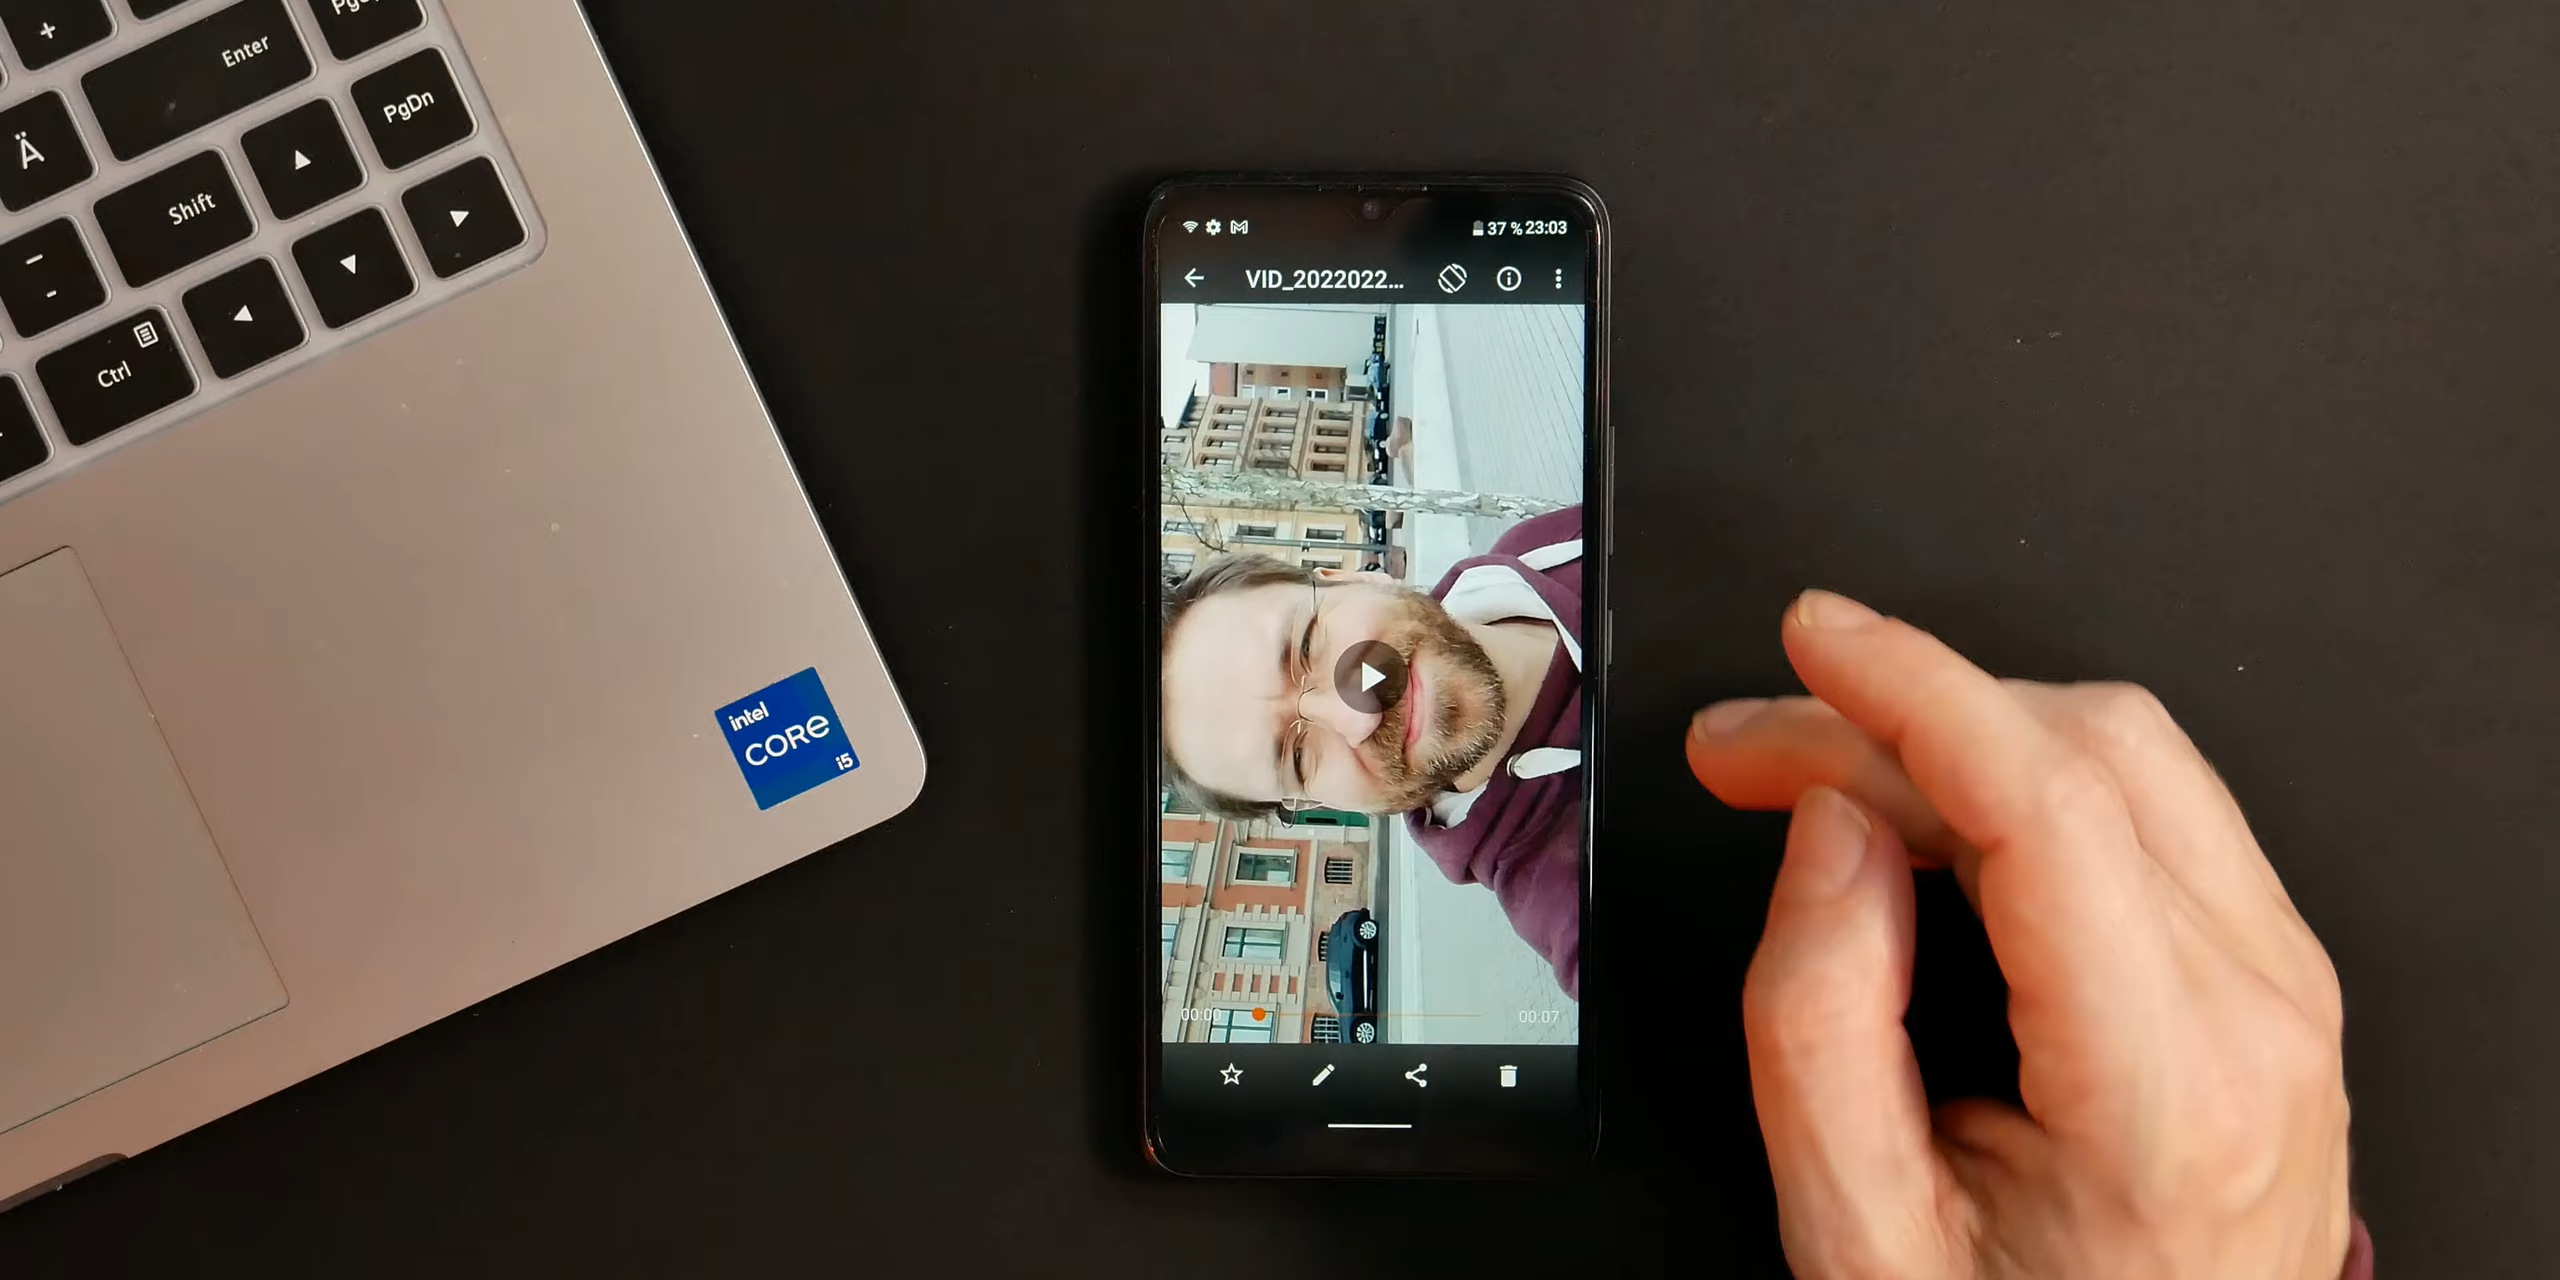 +
Enter
Ä
PgDn
Shift
-
Ctrl
intel
CORe
i5
37 % 23:03
VID_2022022...
00:00
00:07